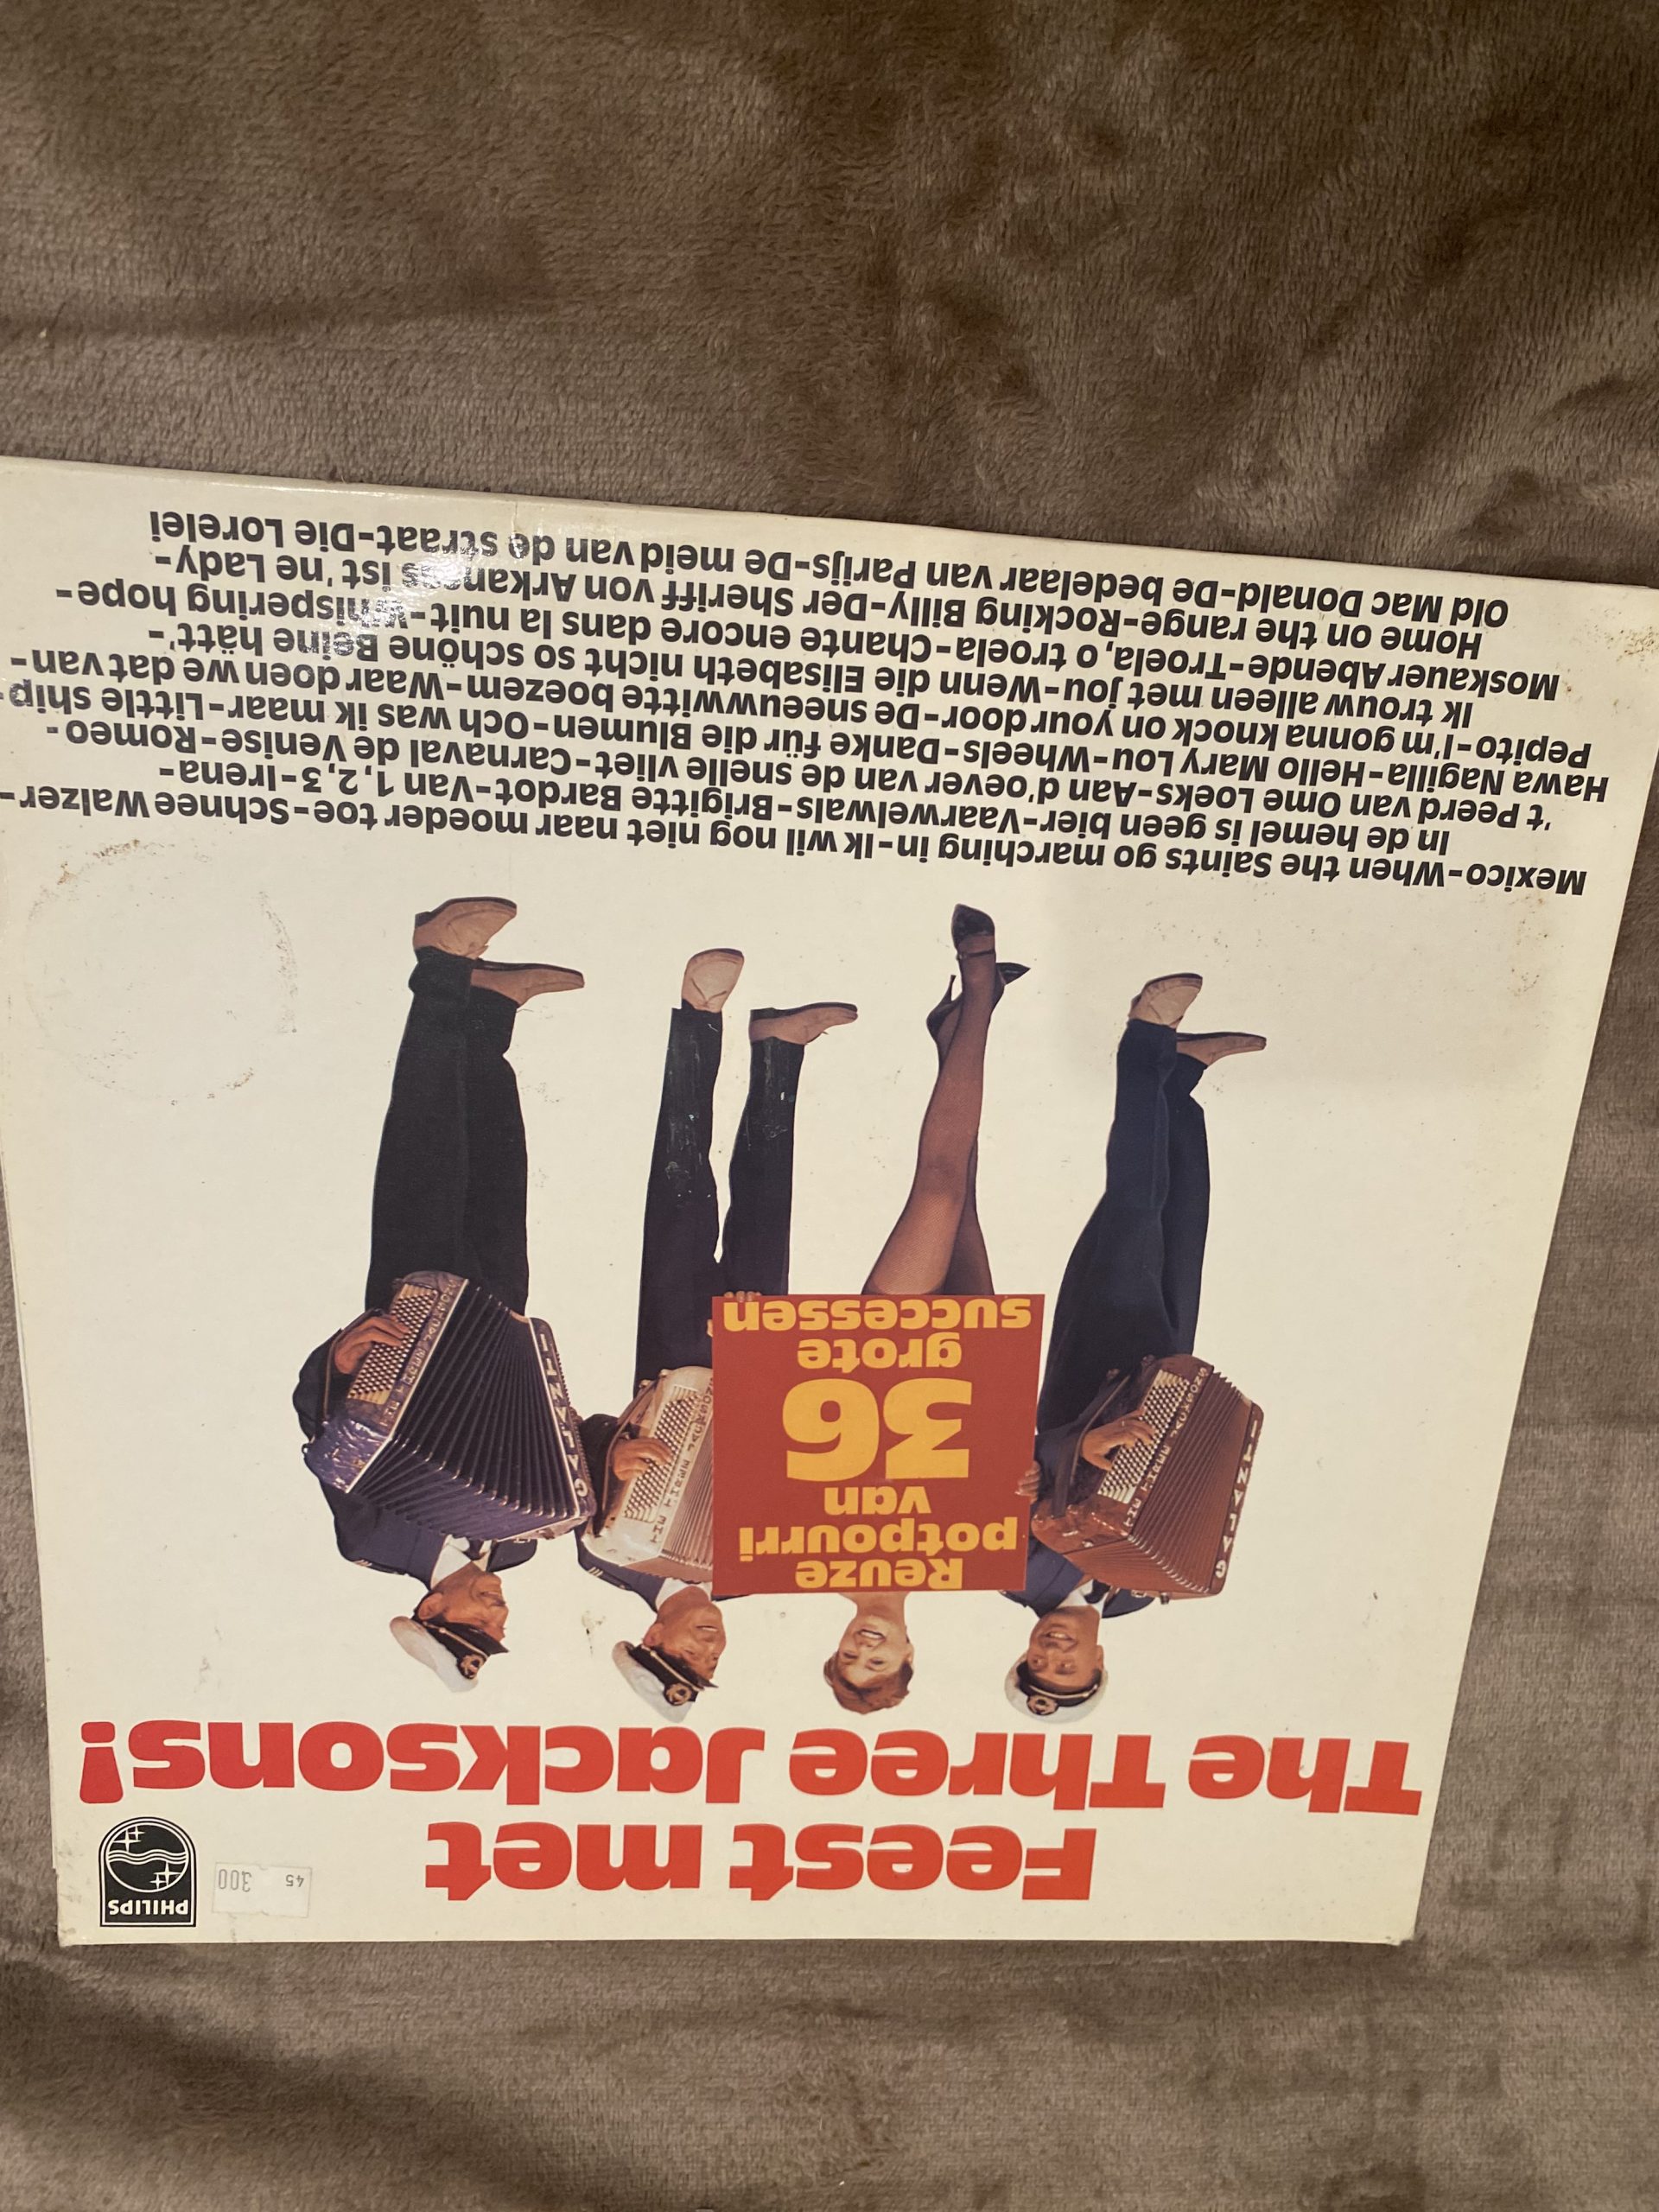 PHILIPS
45 300
Feest met
The Three Jacksons!
Reuze
potpourri
van
36
grote
successen
THE THREE JACKSONS
CAVAGNINI
Mexico-When the Saints go marching in-Ik wil nog niet naar moeder toe-Schnee Walzer-
In de hemel is geen bier-Vaarwelwals-Brigitte Bardot-Van 1,2,3-Irena-
't Peerd van Ome Loeks-Aan d'oever van de snelle vliet-Carnaval de Venise-Romeo-
Hawa Nagilla-Hello Mary Lou-Wheels-Danke für die Blumen-Och was ik maar-Little ship-
Pepito-I'm gonna knock on your door-De sneeuwwitte boezem-Waar doen we dat van-
Ik trouw alleen met jou-Wenn die Elisabeth nicht so schöne Beine hätt'-
Moskauer Abende-Troela, o troela-Chante encore dans la nuit-Whispering hope-
Home on the range-Rocking Billy-Der Sheriff von Arkansas ist 'ne Lady-
Old Mac Donald-De bedelaar van Parijs-De meid van de straat-Die Lorelei